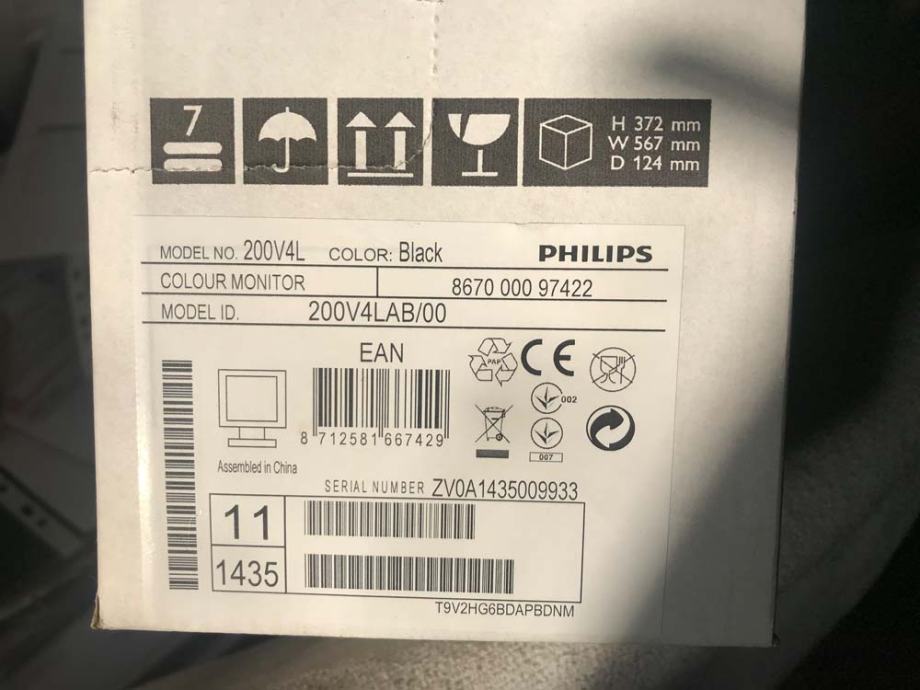 7
H 372 mm
W 567 mm
D 124 mm
MODEL NO. 200V4L COLOR: Black PHILIPS
COLOUR MONITOR 8670 000 97422
MODEL ID. 200V4LAB/00
EAN
PAP
CE
002
8 712581 667429
007
Assembled in China
SERIAL NUMBER ZV0A1435009933
11
1435
T9V2HG6BDAPBDNM